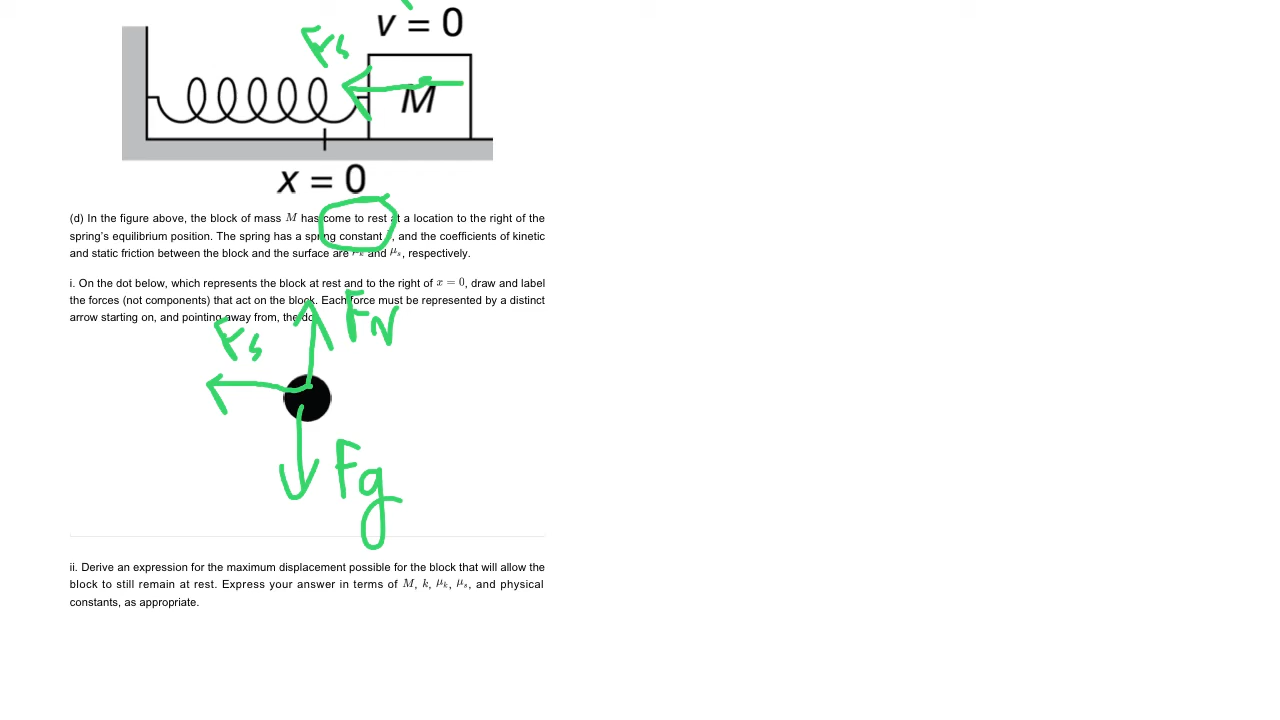 v = 0
Fs
M
x = 0
(d) In the figure above, the block of mass M has come to rest at a location to the right of the
spring's equilibrium position. The spring has a spring constant , and the coefficients of kinetic
and static friction between the block and the surface are μk and μs, respectively.
i. On the dot below, which represents the block at rest and to the right of x = 0, draw and label
the forces (not components) that act on the block. Each force must be represented by a distinct
arrow starting on, and pointing away from, the do
FN
Fs
Fg
ii. Derive an expression for the maximum displacement possible for the block that will allow the
block to still remain at rest. Express your answer in terms of M, k, μk, μs, and physical
constants, as appropriate.